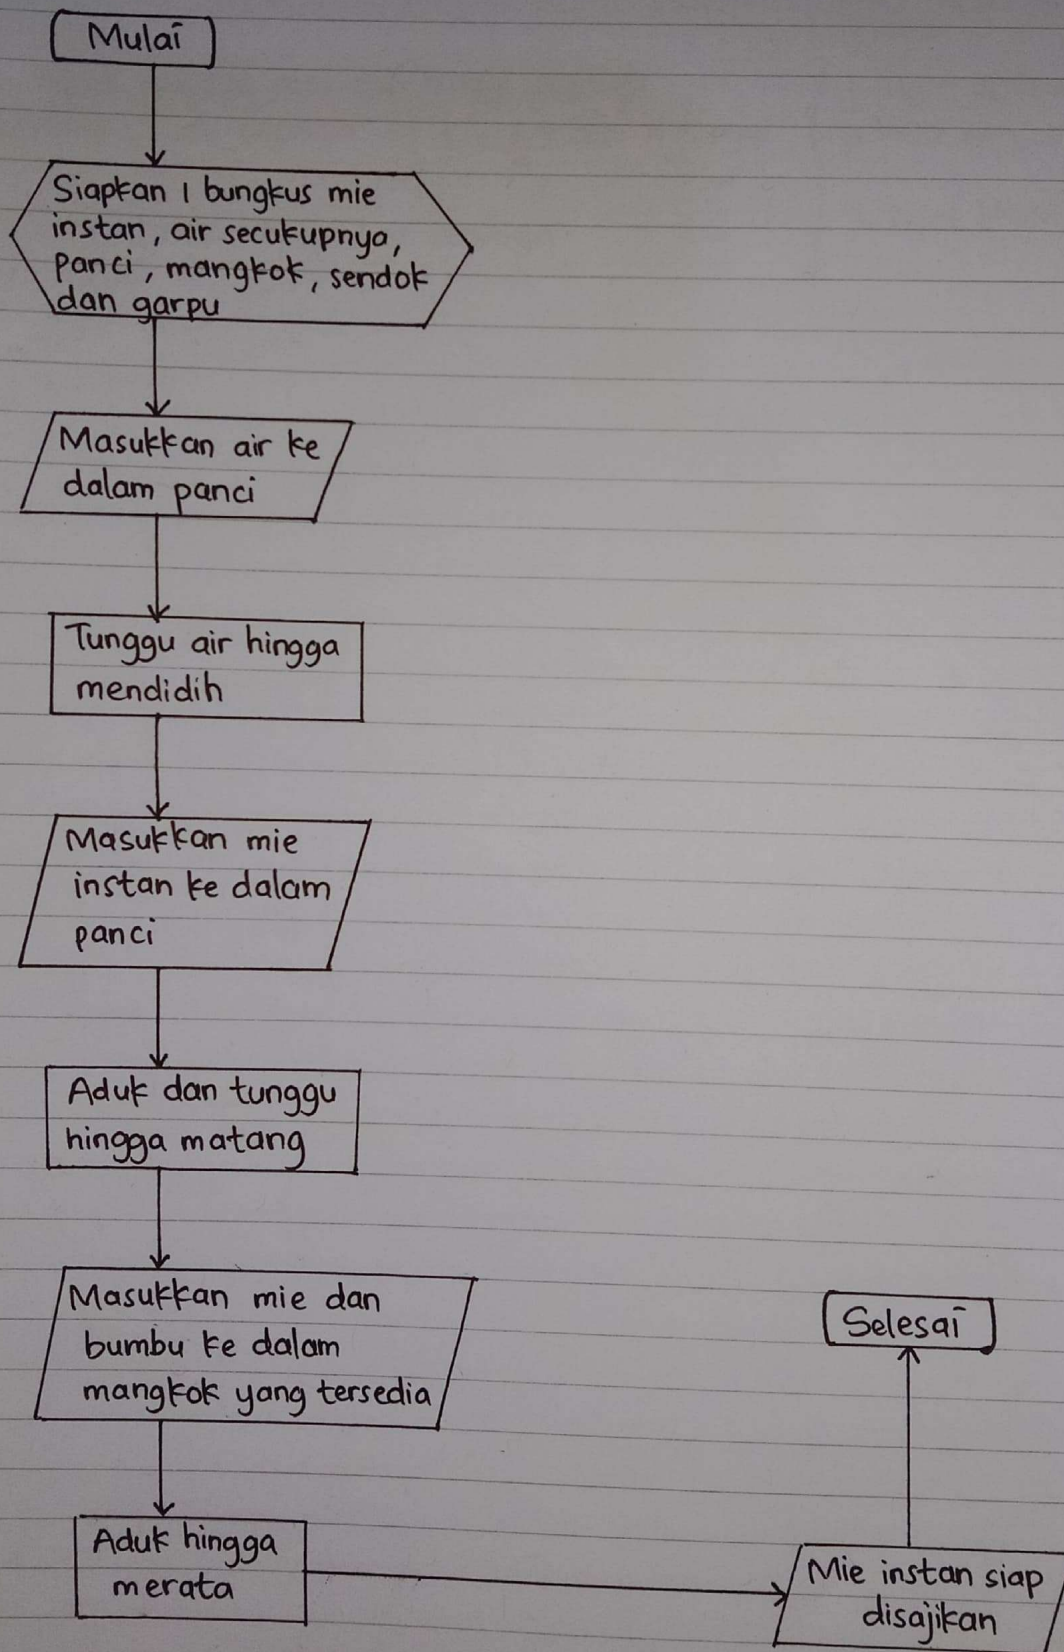 Mulai
Siapkan 1 bungkus mie
instan, air secukupnya,
panci, mangkok, sendok
dan garpu
Masukkan air ke
dalam panci
Tunggu air hingga
mendidih
Masukkan mie
instan ke dalam
panci
Aduk dan tunggu
hingga matang
Masukkan mie dan
bumbu ke dalam
mangkok yang tersedia
Aduk hingga
merata
Mie instan siap
disajikan
Selesai